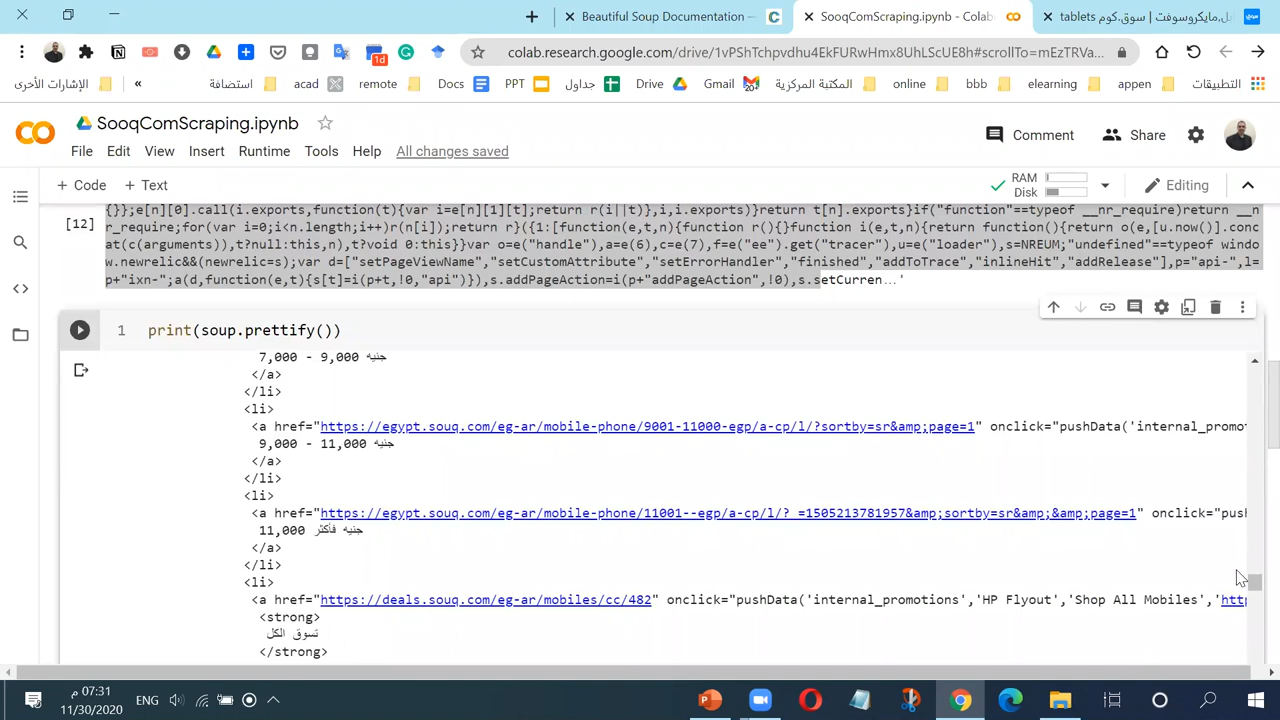 Beautiful Soup Documentation —
SooqComScraping.ipynb - Colab
tablets سوق.كوم | ل,مايكروسوفت
colab.research.google.com/drive/
الإشارات الأخرى
«
استضافة
acad
remote
Docs
PPT
جداول
Drive
Gmail
المكتبة المركزية
online
bbb
elearning
appen
التطبيقات
SooqComScraping.ipynb
Comment
Share
File Edit View Insert Runtime Tools Help All changes saved
+ Code + Text
RAM
Disk
Editing
[12]
{}};e[n][0].call(i.exports,function(t){var i=e[n][1][t];return r(i||t)},i,i.exports)}return t[n].exports}if("function"==typeof __nr_require)return __n
r_require;for(var i=0;i<n.length;i++)r(n[i]);return r}({1:[function(e,t,n){function r(){}function i(e,t,n){return function(){return o(e,[u.now()].conc
at(c(arguments)),t?null:this,n),t?void 0:this}}var o=e("handle"),a=e(6),c=e(7),f=e("ee").get("tracer"),u=e("loader"),s=NREUM;"undefined"==typeof windo
w.newrelic&&(newrelic=s);var d=["setPageViewName","setCustomAttribute","setErrorHandler","finished","addToTrace","inlineHit","addRelease"],p="api-",l=
p+"ixn-";a(d,function(e,t){s[t]=i(p+t,!0,"api")}),s.addPageAction=i(p+"addPageAction",!0),s.setCurren…'
1 print(soup.prettify())
7,000 - 9,000 جنيه
</a>
</li>
<li>
<a href="https://egypt.souq.com/eg-ar/mobile-phone/9001-11000-egp/a-cp/l/?sortby=sr&amp;page=1" onclick="pushData('internal_promot
9,000 - 11,000 جنيه
</a>
</li>
<li>
<a href="https://egypt.souq.com/eg-ar/mobile-phone/11001--egp/a-cp/l/?_=1505213781957&amp;sortby=sr&amp;&amp;page=1" onclick="push
11,000 جنيه فأكثر
</a>
</li>
<li>
<a href="https://deals.souq.com/eg-ar/mobiles/cc/482" onclick="pushData('internal_promotions','HP Flyout','Shop All Mobiles','http
<strong>
تسوق الكل
</strong>
07:31 م
11/30/2020
ENG